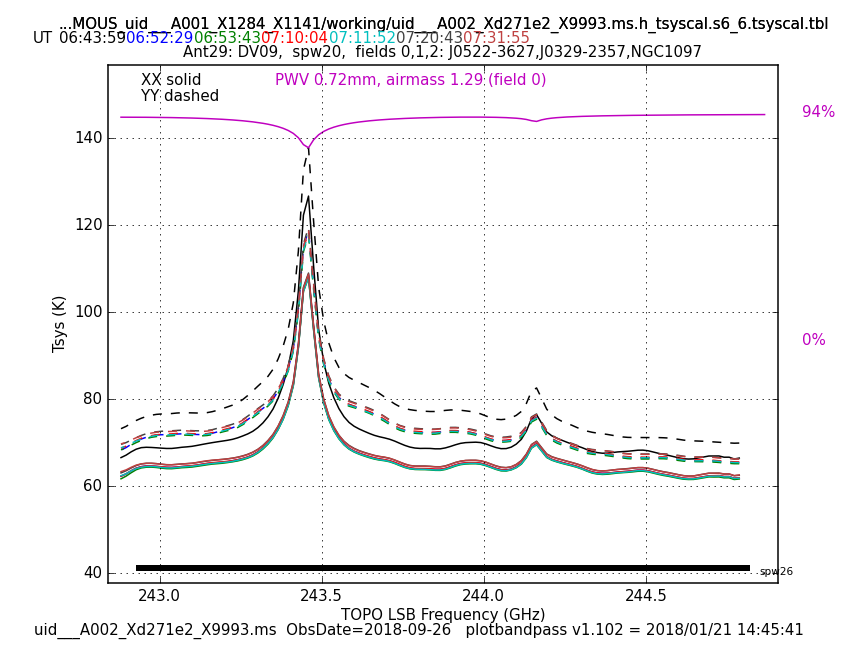 ...MOUS_uid___A001_X1284_X1141/working/uid___A002_Xd271e2_X9993.ms.h_tsyscal.s6_6.tsyscal.tbl
UT 06:43:59 06:52:29 06:53:43 07:10:04 07:11:52 07:20:43 07:31:55
Ant29: DV09, spw20, fields 0,1,2: J0522-3627,J0329-2357,NGC1097
XX solid
PWV 0.72mm, airmass 1.29 (field 0)
YY dashed
94%
140
120
100
0%
80
60
40
Tsys (K)
spw26
243.0 243.5 244.0 244.5
TOPO LSB Frequency (GHz)
uid___A002_Xd271e2_X9993.ms ObsDate=2018-09-26 plotbandpass v1.102 = 2018/01/21 14:45:41